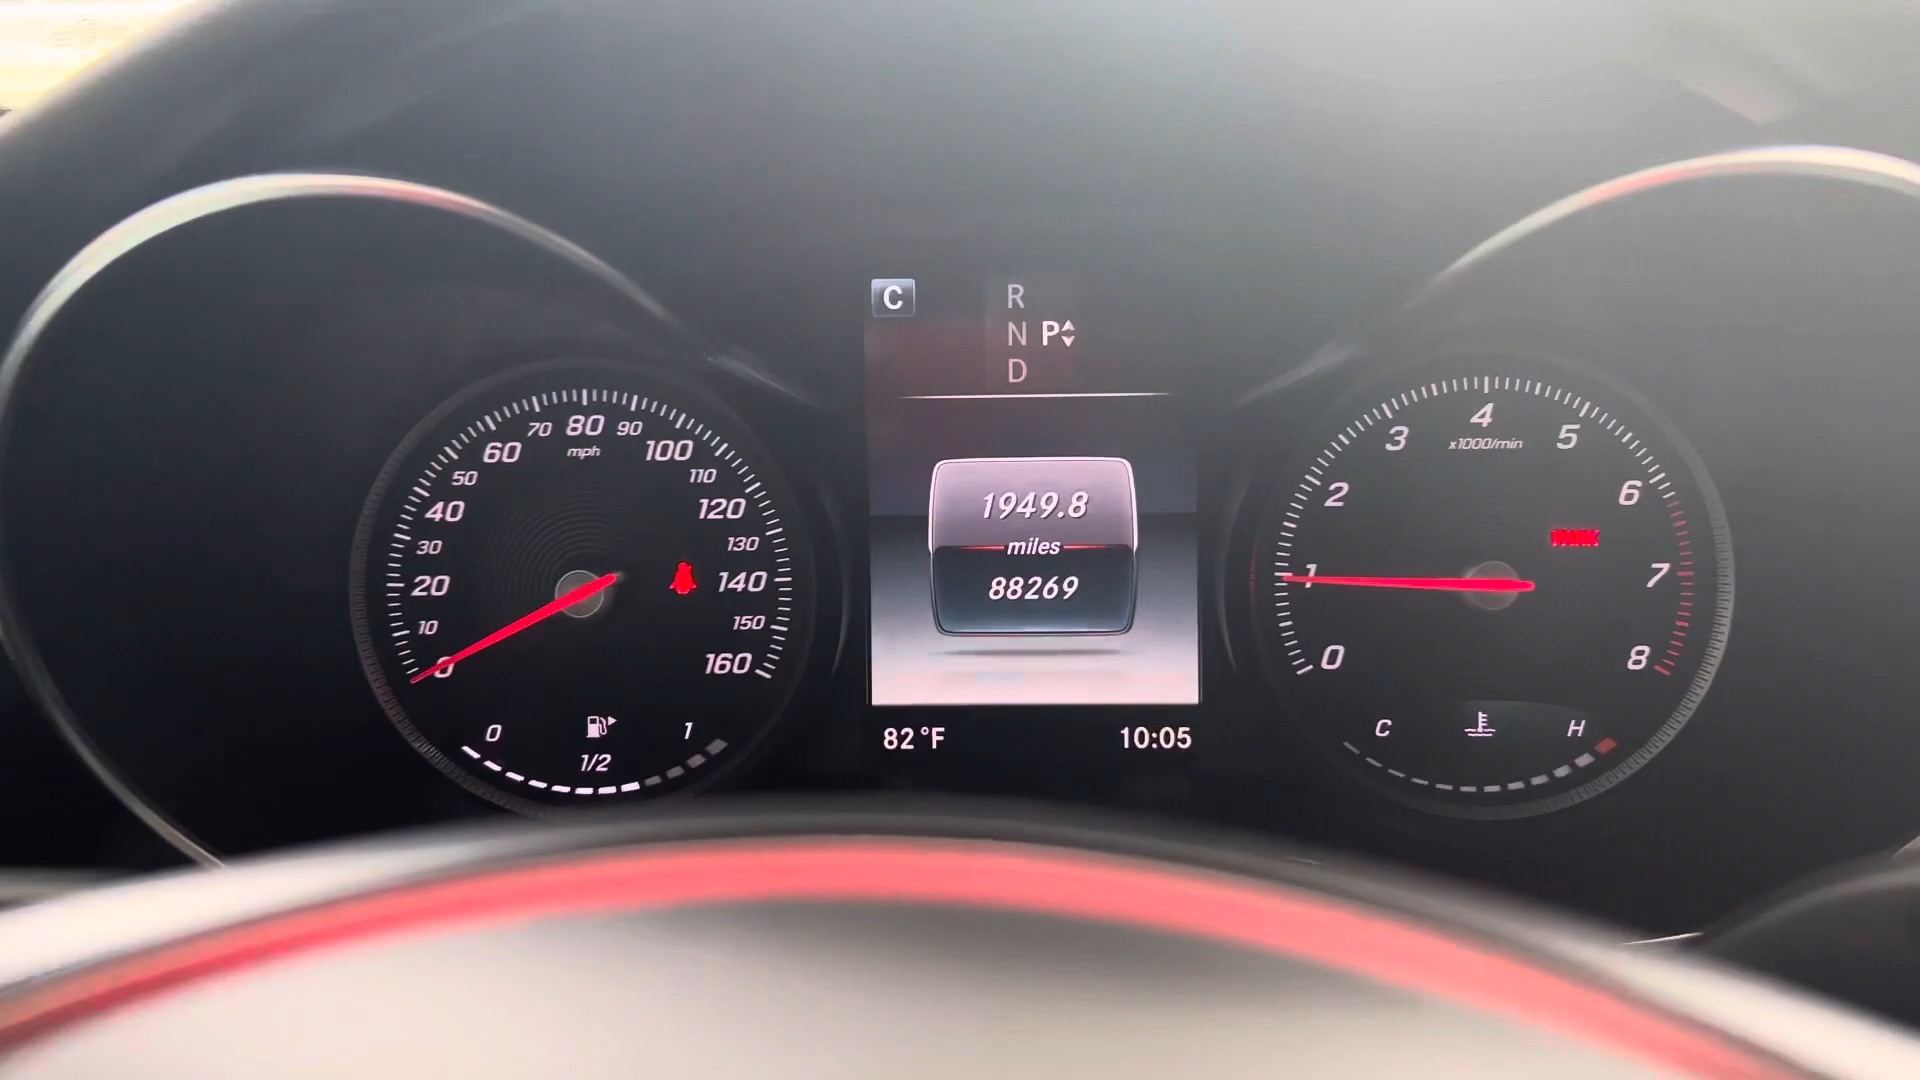 C
R
N P
D
70 80 90
60 mph 100
50 110
40 120
30 130
20 140
10 150
0 160
0 1
1/2
1949.8
miles
88269
82°F 10:05
4
3 x1000/min 5
2 6
1 7
0 8
C H